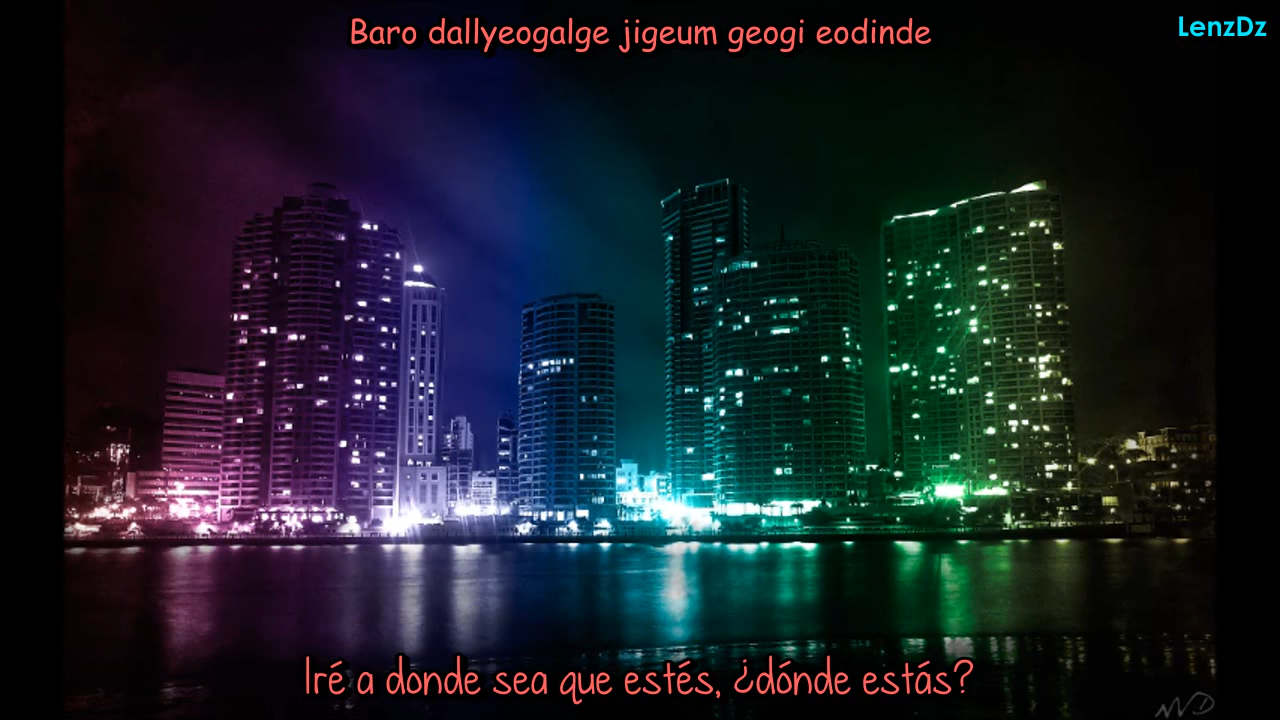 Baro dallyeogalge jigeum geogi eodinde
LenzDz
Iré a donde sea que estés, ¿dónde estás?